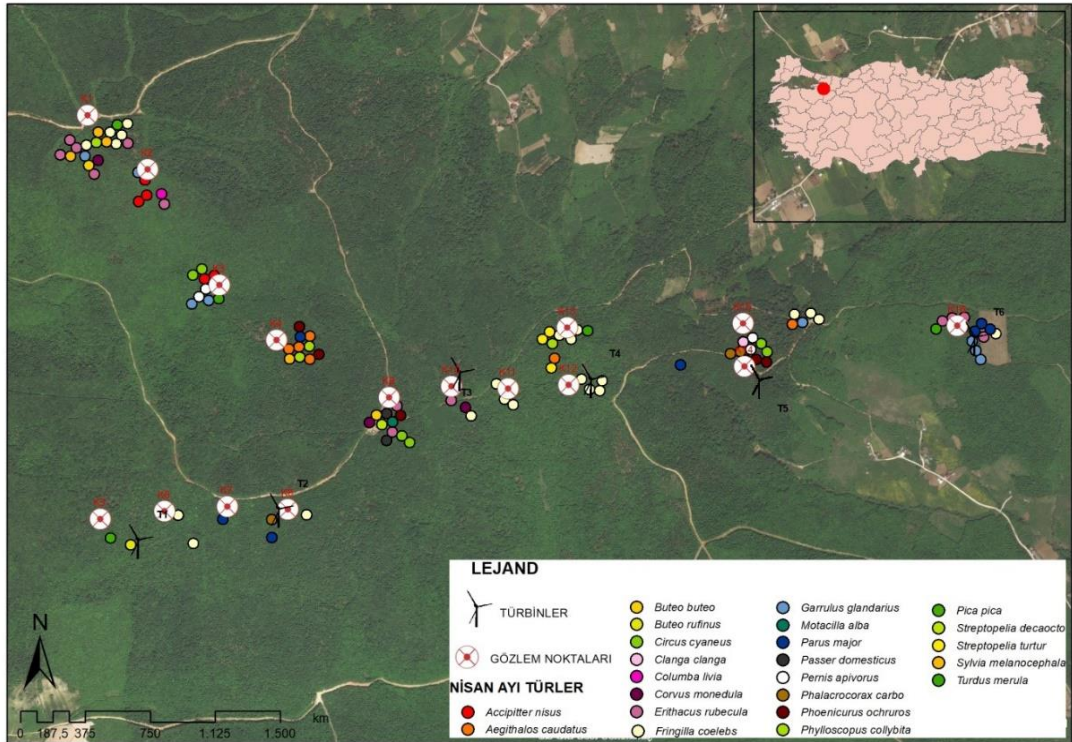 T6
T4
T3
T5
T2
T1
N
0 187,5 375 750 1.125 1.500
km
LEJAND
TÜRBİNLER
GÖZLEM NOKTALARI
NİSAN AYI TÜRLER
Accipiter nisus
Aegithalos caudatus
Buteo buteo
Buteo rufinus
Circus cyaneus
Clanga clanga
Columba livia
Corvus monedula
Erithacus rubecula
Fringilla coelebs
Garrulus glandarius
Motacilla alba
Parus major
Passer domesticus
Pernis apivorus
Phalacrocorax carbo
Phoenicurus ochruros
Phylloscopus collybita
Pica pica
Streptopelia decaocto
Streptopelia turtur
Sylvia melanocephala
Turdus merula